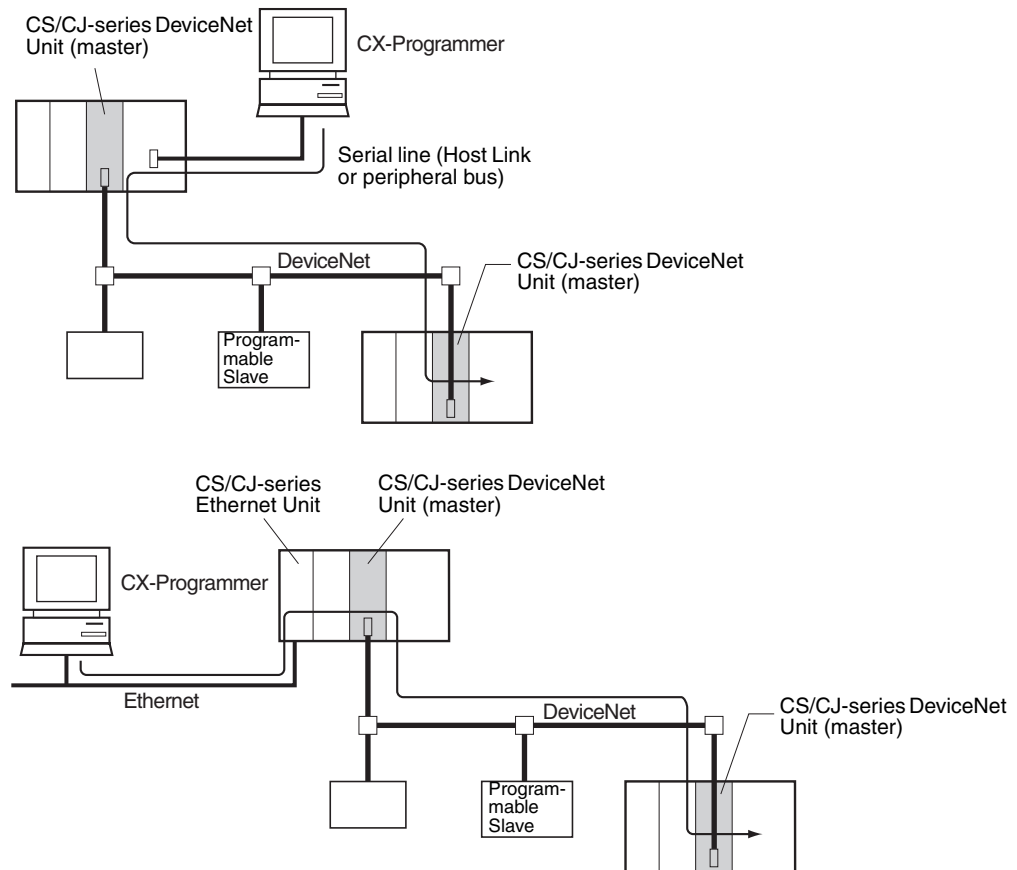 CS/CJ-series DeviceNet
Unit (master)
CX-Programmer
Serial line (Host Link
or peripheral bus)
DeviceNet
CS/CJ-series DeviceNet
Unit (master)
Program-
mable
Slave
CS/CJ-series
Ethernet Unit
CS/CJ-series DeviceNet
Unit (master)
CX-Programmer
Ethernet
DeviceNet
CS/CJ-series DeviceNet
Unit (master)
Program-
mable
Slave